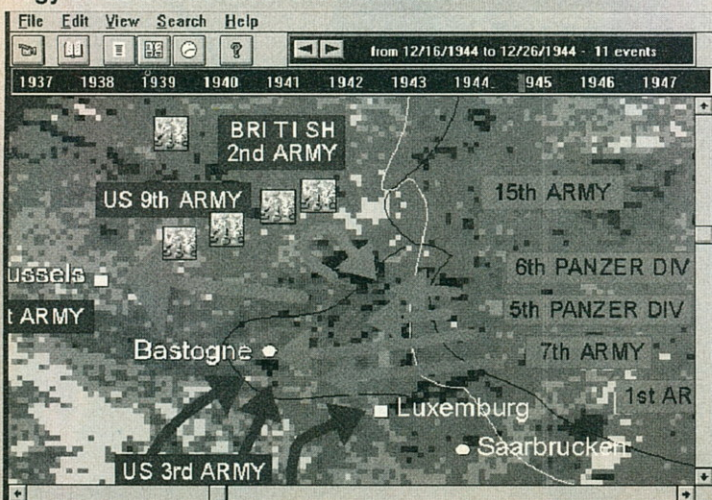 File Edit View Search Help
?
from 12/16/1944 to 12/26/1944 - 11 events
1937 1938 1939 1940 1941 1942 1943 1944 945 1946 1947
BRITISH
2nd ARMY
US 9th ARMY
15th ARMY
ussels
6th PANZER DIV
t ARMY
5th PANZER DIV
Bastogne
7th ARMY
1st AR
Luxemburg
Saarbrucken
US 3rd ARMY